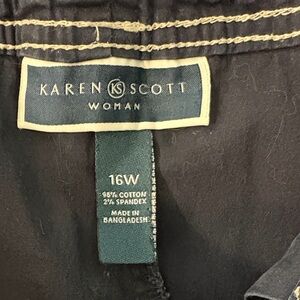 KAREN KS SCOTT
WOMAN
16W
98% COTTON
2% SPANDEX
MADE IN
BANGLADESH